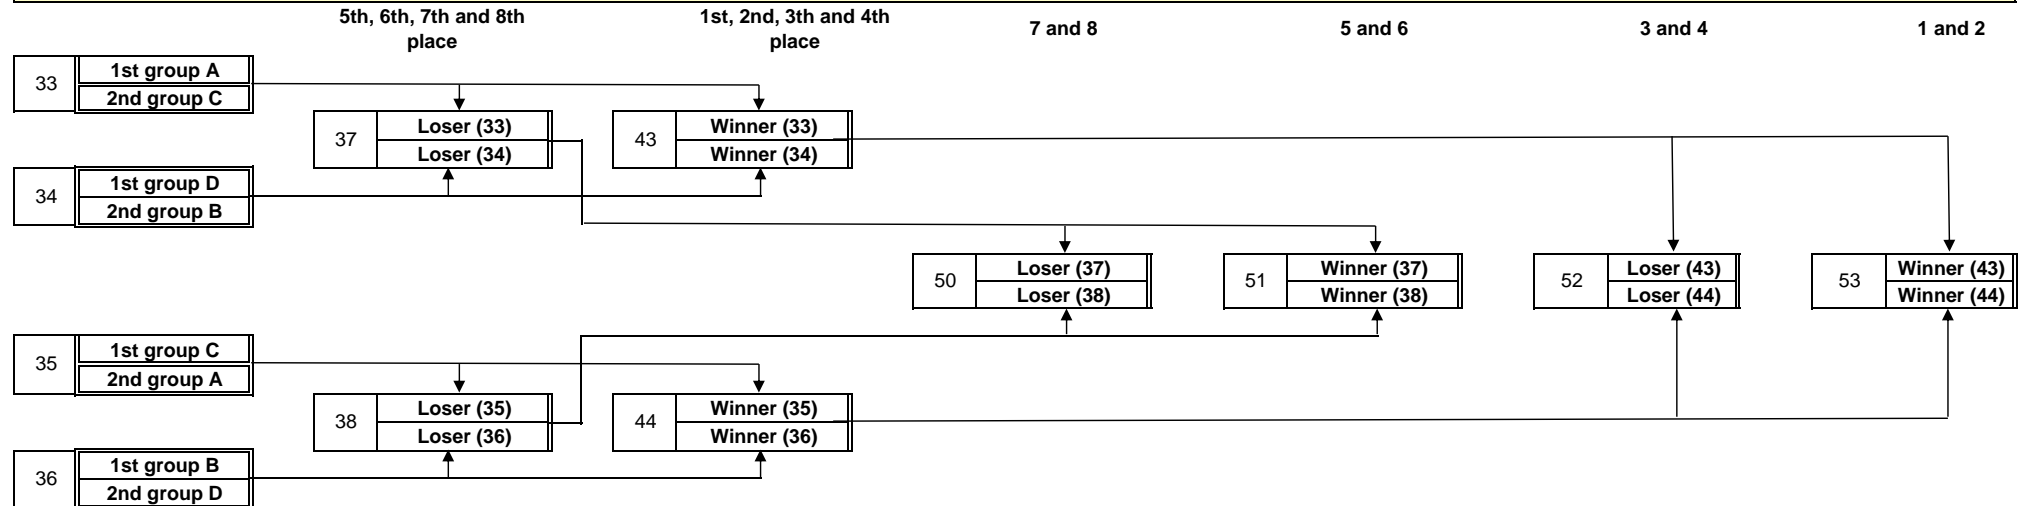 5th, 6th, 7th and 8th
place
1st, 2nd, 3th and 4th
place
7 and 8
5 and 6
3 and 4
1 and 2
33
1st group A
2nd group C
37
Loser (33)
Loser (34)
43
Winner (33)
Winner (34)
34
1st group D
2nd group B
50
Loser (37)
Loser (38)
51
Winner (37)
Winner (38)
52
Loser (43)
Loser (44)
53
Winner (43)
Winner (44)
35
1st group C
2nd group A
38
Loser (35)
Loser (36)
44
Winner (35)
Winner (36)
36
1st group B
2nd group D